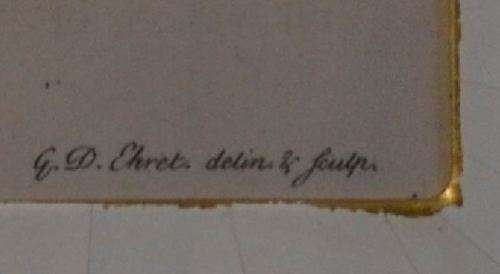 G. D. Ehret. delin. & sculp.